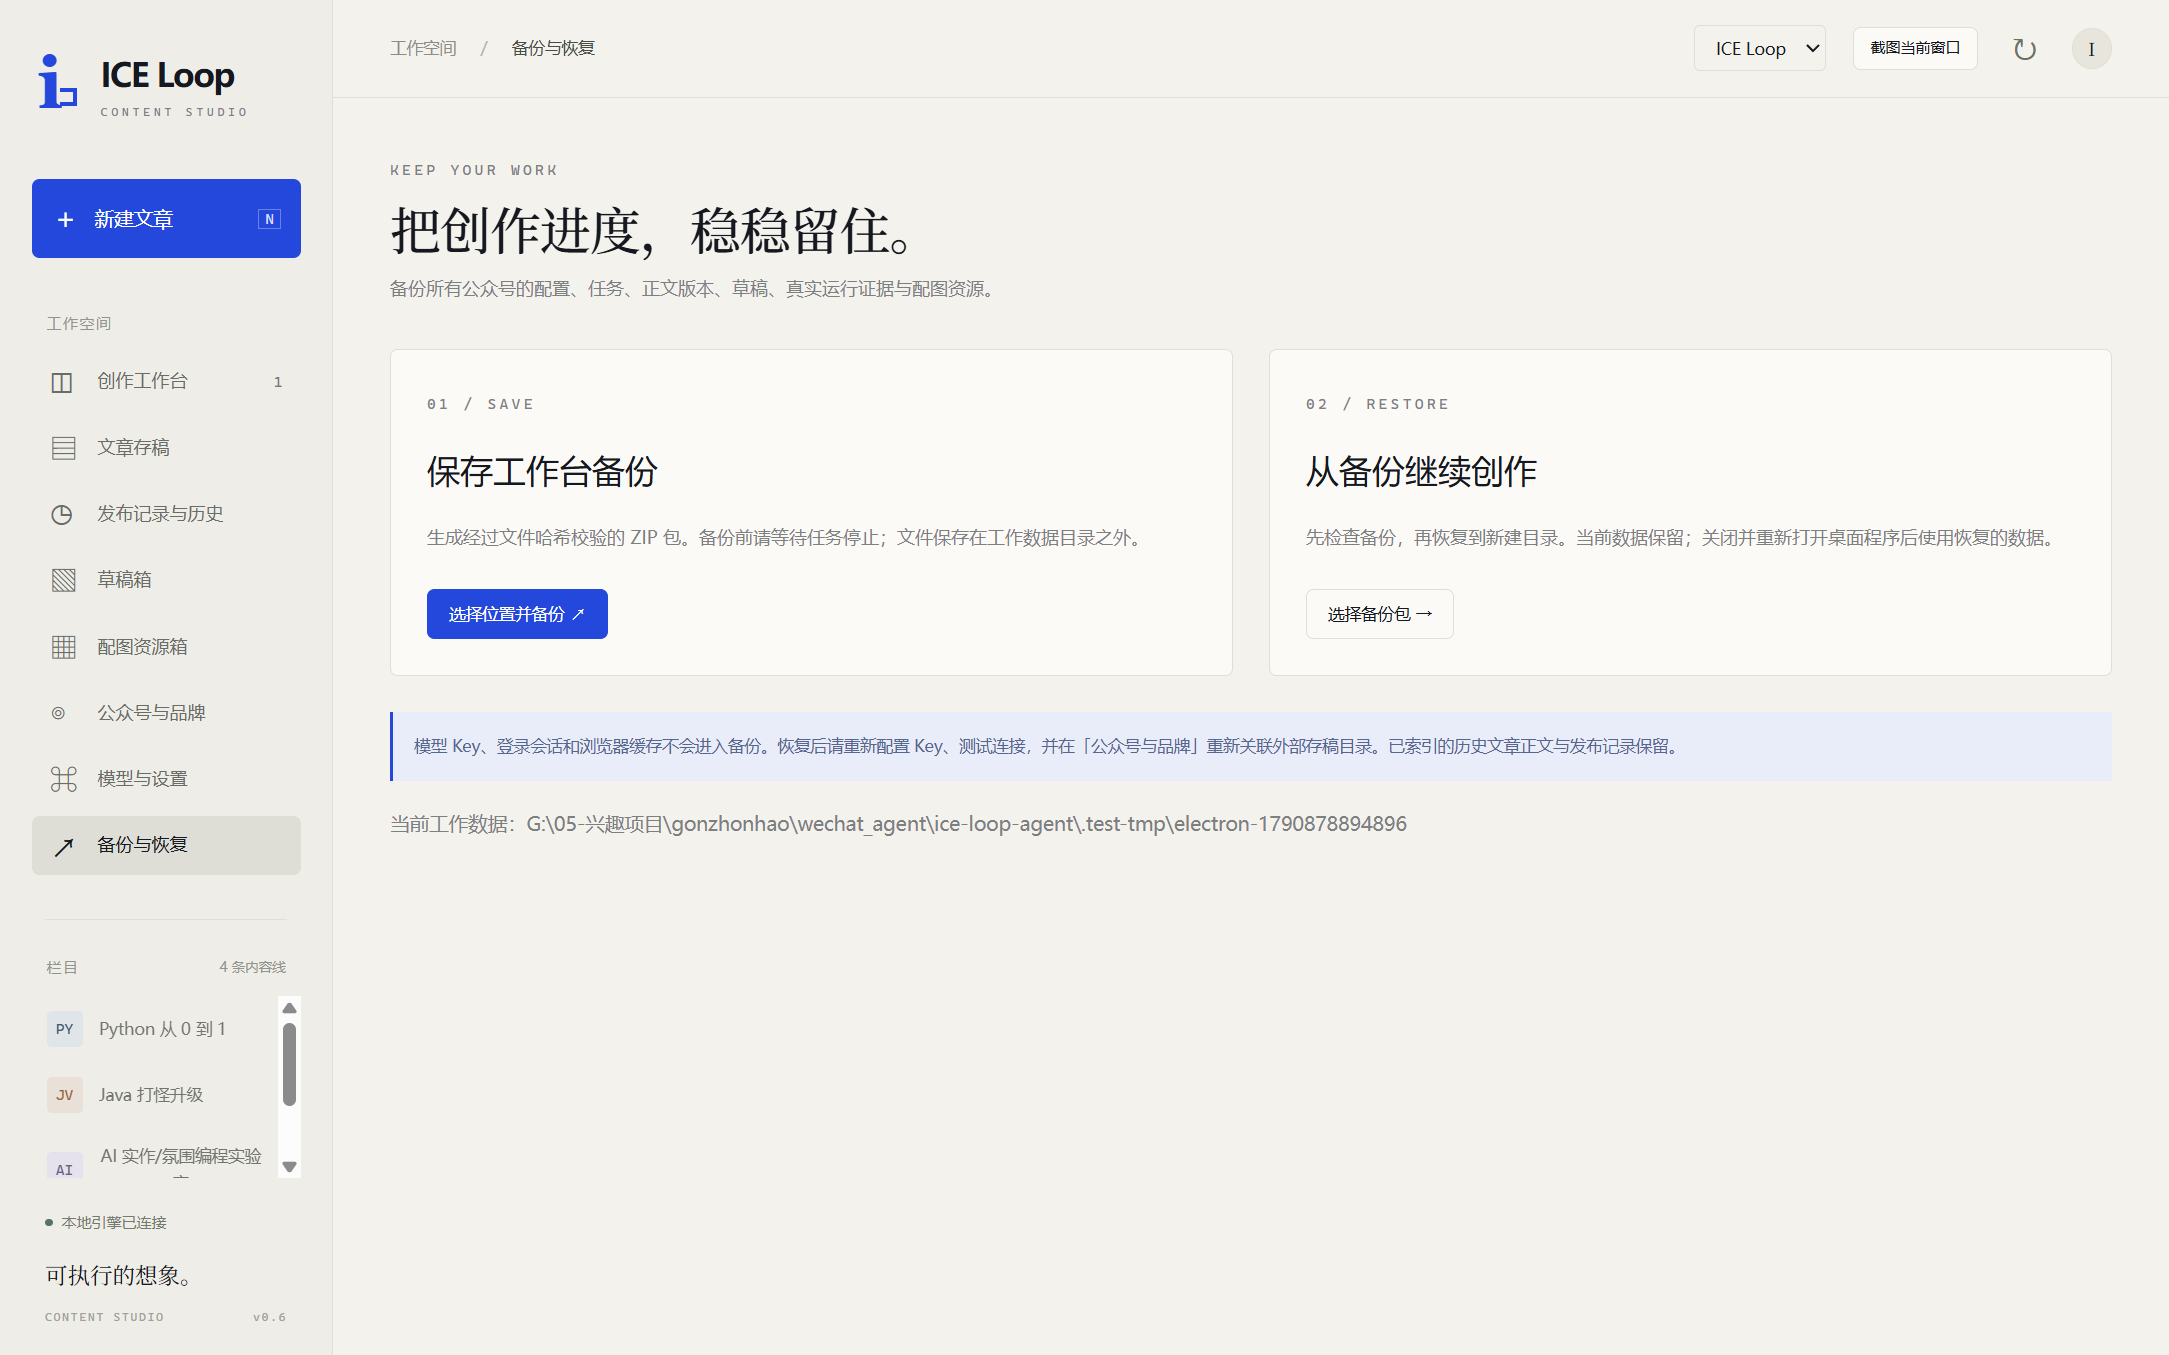 ICE Loop
CONTENT STUDIO
+ 新建文章 N
工作空间
创作工作台 1
文章存稿
发布记录与历史
草稿箱
配图资源箱
公众号与品牌
模型与设置
备份与恢复
栏目 4 条内容线
PY Python 从 0 到 1
JV Java 打怪升级
AI AI 实作/氛围编程实验
本地引擎已连接
可执行的想象。
CONTENT STUDIO v0.6
工作空间 / 备份与恢复
ICE Loop 截图当前窗口 ↻ I
KEEP YOUR WORK
把创作进度，稳稳留住。
备份所有公众号的配置、任务、正文版本、草稿、真实运行证据与配图资源。
01 / SAVE
保存工作台备份
生成经过文件哈希校验的 ZIP 包。备份前请等待任务停止；文件保存在工作数据目录之外。
选择位置并备份 ↗
02 / RESTORE
从备份继续创作
先检查备份，再恢复到新建目录。当前数据保留；关闭并重新打开桌面程序后使用恢复的数据。
选择备份包 →
模型 Key、登录会话和浏览器缓存不会进入备份。恢复后请重新配置 Key、测试连接，并在「公众号与品牌」重新关联外部存稿目录。已索引的历史文章正文与发布记录保留。
当前工作数据：G:\05-兴趣项目\gonzhonhao\wechat_agent\ice-loop-agent\.test-tmp\electron-1790878894896